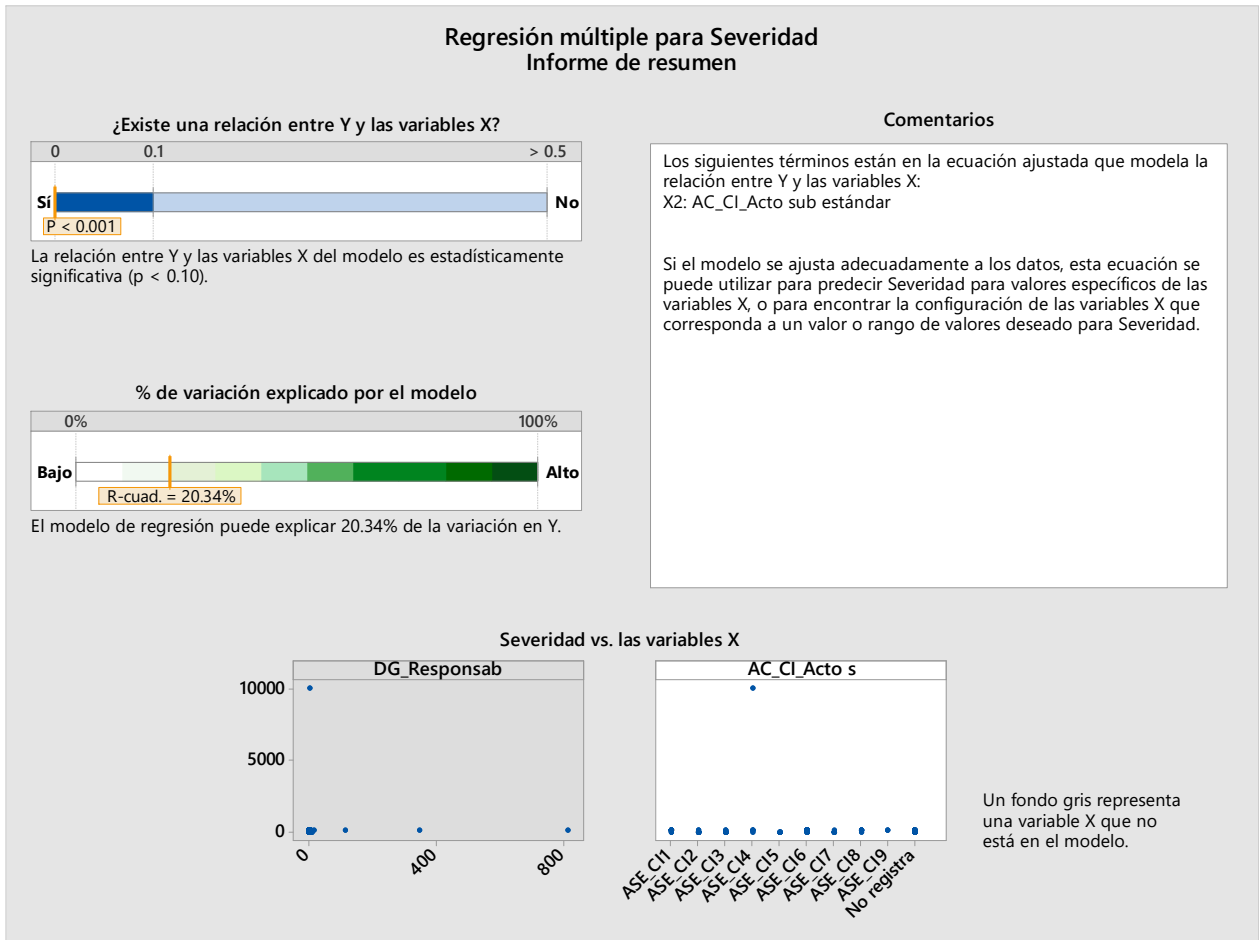 Regresión múltiple para Severidad
Informe de resumen
¿Existe una relación entre Y y las variables X?
0 0.1 > 0.5
Sí No
P < 0.001
La relación entre Y y las variables X del modelo es estadísticamente
significativa (p < 0.10).
% de variación explicado por el modelo
0% 100%
Bajo Alto
R-cuad. = 20.34%
El modelo de regresión puede explicar 20.34% de la variación en Y.
Comentarios
Los siguientes términos están en la ecuación ajustada que modela la
relación entre Y y las variables X:
X2: AC_CI_Acto sub estándar
Si el modelo se ajusta adecuadamente a los datos, esta ecuación se
puede utilizar para predecir Severidad para valores específicos de las
variables X, o para encontrar la configuración de las variables X que
corresponda a un valor o rango de valores deseado para Severidad.
Severidad vs. las variables X
DG_Responsab
10000
5000
0
0 400 800
AC_CI_Acto s
ASE_CI1 ASE_CI2 ASE_CI3 ASE_CI4 ASE_CI5 ASE_CI6 ASE_CI7 ASE_CI8 ASE_CI9 No registra
Un fondo gris representa
una variable X que no
está en el modelo.